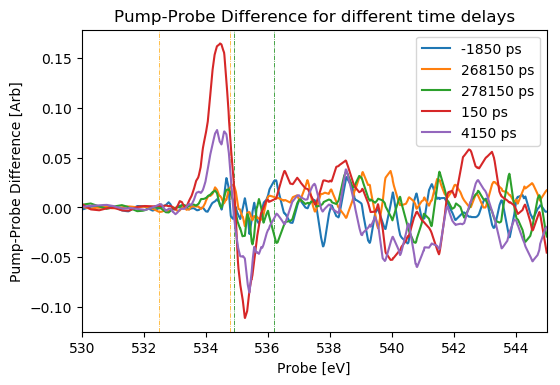 Pump-Probe Difference for different time delays
Pump-Probe Difference [Arb]
0.15
0.10
0.05
0.00
−0.05
−0.10
-1850 ps
268150 ps
278150 ps
150 ps
4150 ps
530 532 534 536 538 540 542 544
Probe [eV]